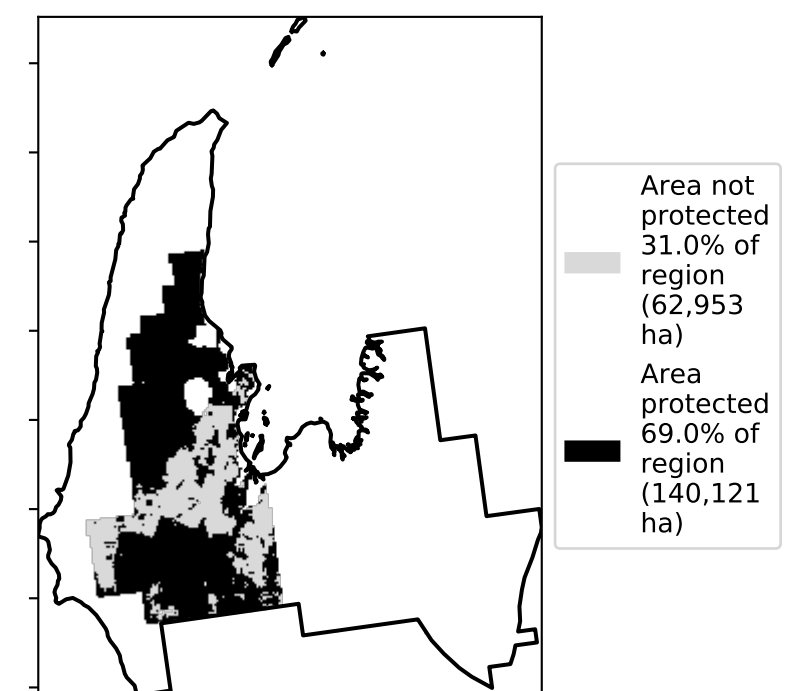 Area not
protected
31.0% of
region
(62,953
ha)
Area
protected
69.0% of
region
(140,121
ha)